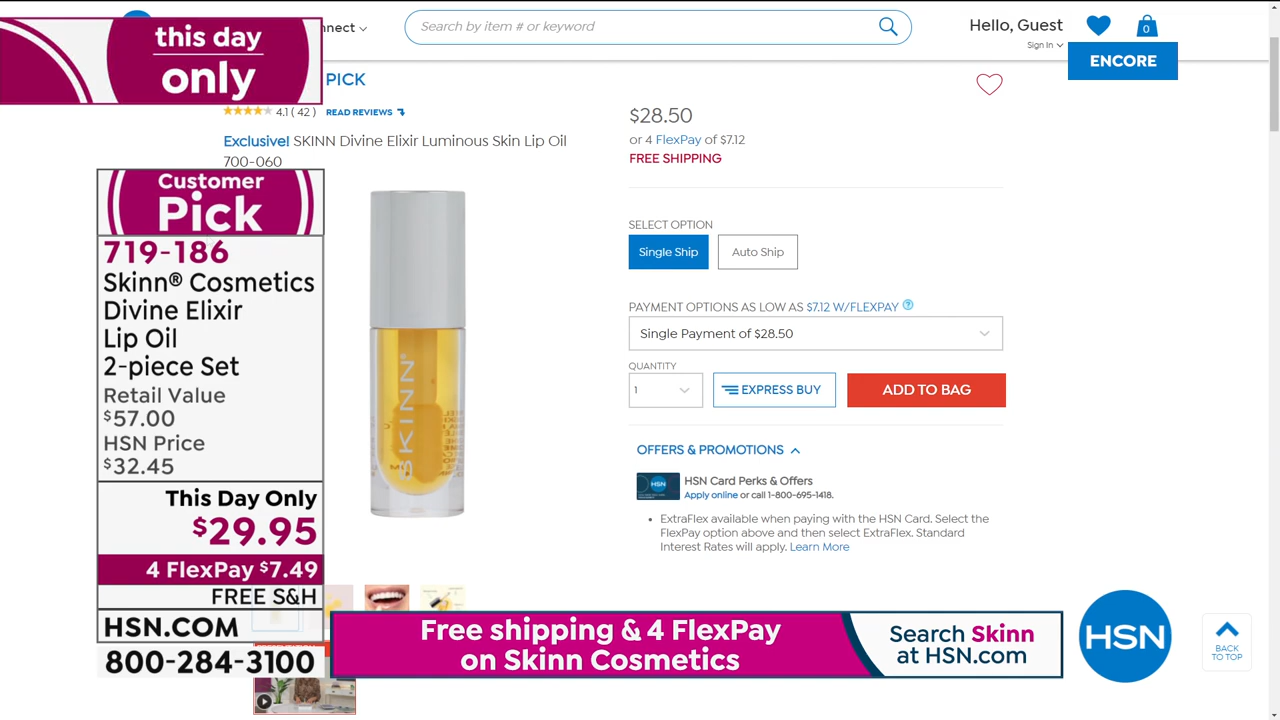 this day
only
nnect
Search by item # or keyword
Hello, Guest
Sign In
0
ENCORE
PICK
4.1 ( 42 )
READ REVIEWS
Exclusive! SKINN Divine Elixir Luminous Skin Lip Oil
700-060
$28.50
or 4 FlexPay of $7.12
FREE SHIPPING
Customer
Pick
719-186
Skinn® Cosmetics
Divine Elixir
Lip Oil
2-piece Set
Retail Value
$57.00
HSN Price
$32.45
This Day Only
$29.95
4 FlexPay $7.49
FREE S&H
HSN.COM
800-284-3100
SKINN®
SELECT OPTION
Single Ship
Auto Ship
PAYMENT OPTIONS AS LOW AS $7.12 W/FLEXPAY ?
Single Payment of $28.50
QUANTITY
1
EXPRESS BUY
ADD TO BAG
OFFERS & PROMOTIONS
HSN
HSN Card Perks & Offers
Apply online or call 1-800-695-1418.
• ExtraFlex available when paying with the HSN Card. Select the
FlexPay option above and then select ExtraFlex. Standard
Interest Rates will apply. Learn More
Free shipping & 4 FlexPay
on Skinn Cosmetics
Search Skinn
at HSN.com
HSN
BACK
TO TOP